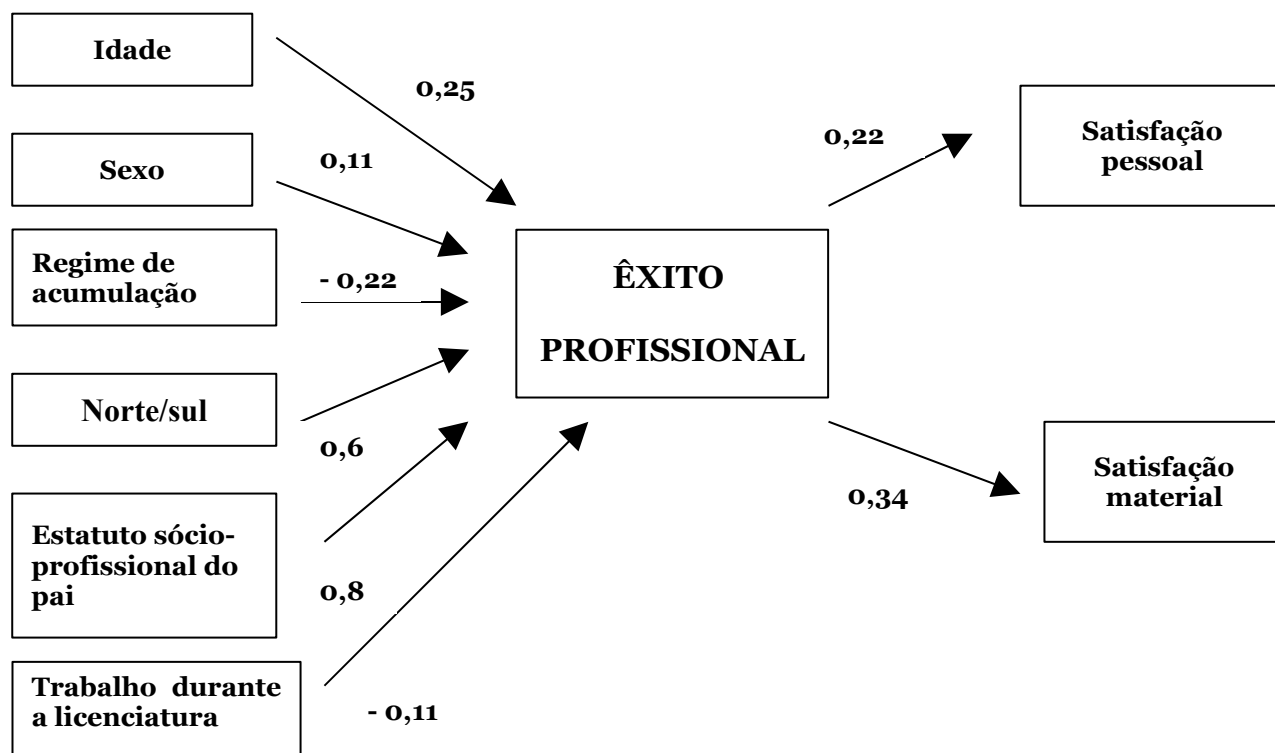 Idade
0,25
Sexo
0,11
Regime de
acumulação
- 0,22
Norte/sul
0,6
Estatuto sócio-
profissional do
pai
0,8
Trabalho durante
a licenciatura
- 0,11
ÊXITO
PROFISSIONAL
0,22
Satisfação
pessoal
0,34
Satisfação
material